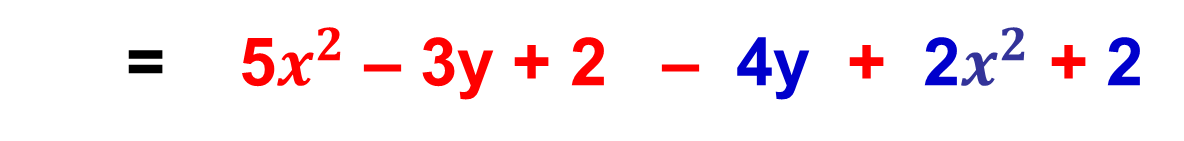 = 5x² – 3y + 2 – 4y + 2x² + 2